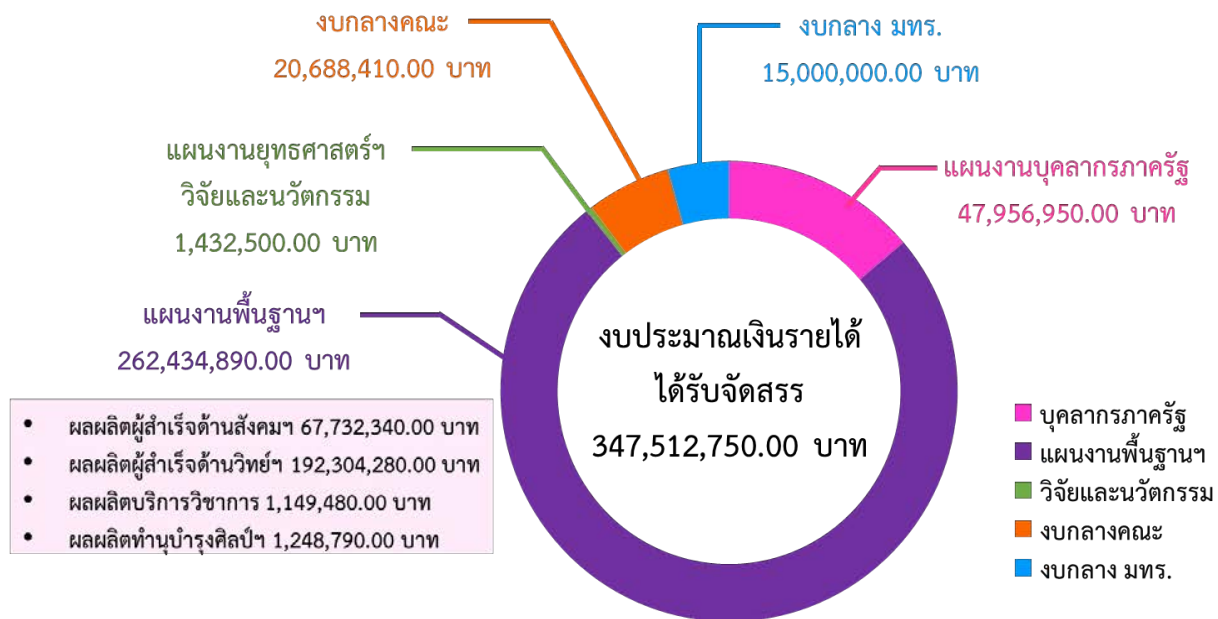 งบกลางคณะ
20,688,410.00 บาท
งบกลาง มทร.
15,000,000.00 บาท
แผนงานยุทธศาสตร์ฯ
วิจัยและนวัตกรรม
1,432,500.00 บาท
แผนงานบุคลากรภาครัฐ
47,956,950.00 บาท
แผนงานพื้นฐานฯ
262,434,890.00 บาท
• ผลผลิตผู้สำเร็จด้านสังคมฯ 67,732,340.00 บาท
• ผลผลิตผู้สำเร็จด้านวิทย์ฯ 192,304,280.00 บาท
• ผลผลิตบริการวิชาการ 1,149,480.00 บาท
• ผลผลิตทำนุบำรุงศิลป์ฯ 1,248,790.00 บาท
งบประมาณเงินรายได้
ได้รับจัดสรร
347,512,750.00 บาท
บุคลากรภาครัฐ
แผนงานพื้นฐานฯ
วิจัยและนวัตกรรม
งบกลางคณะ
งบกลาง มทร.